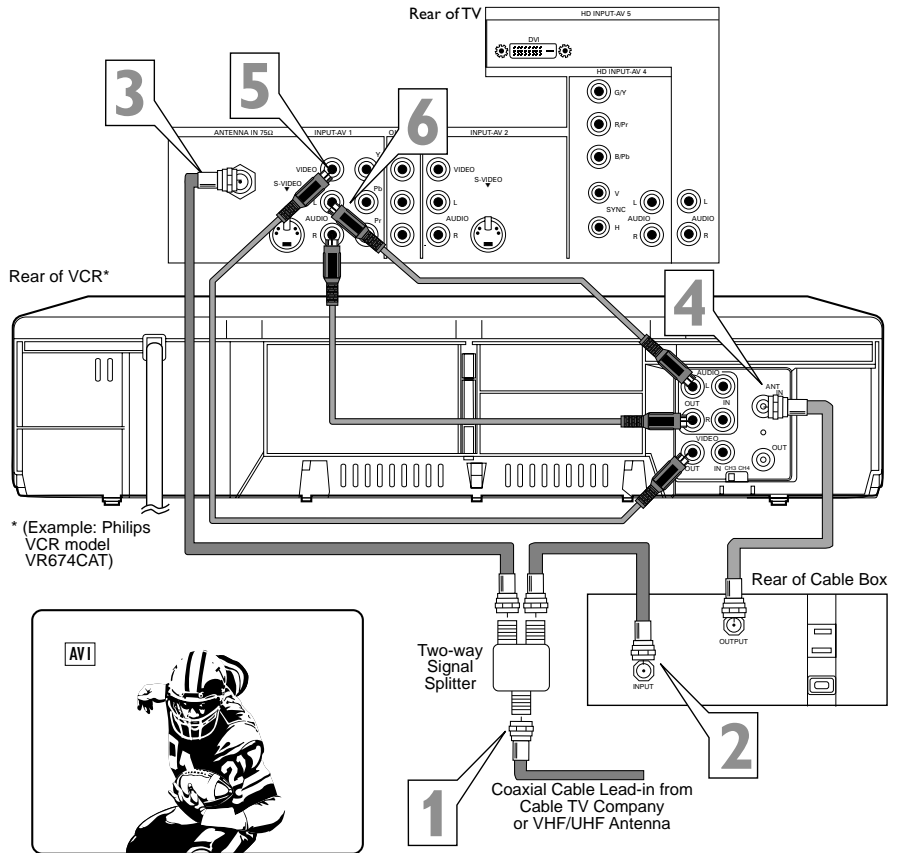 Rear of TV
HD INPUT-AV 5
DVI
HD INPUT-AV 4
G/Y
R/Pr
B/Pb
V
SYNC
H
L
AUDIO
R
L
AUDIO
R
3
5
6
ANTENNA IN 75Ω
INPUT-AV 1
INPUT-AV 2
VIDEO
Y
S-VIDEO
L
Pb
AUDIO
R
Pr
VIDEO
S-VIDEO
L
AUDIO
R
Rear of VCR*
4
AUDIO
L
OUT
IN
R
VIDEO
OUT
IN
CH3 CH4
ANT
IN
OUT
* (Example: Philips
VCR model
VR674CAT)
Rear of Cable Box
OUTPUT
INPUT
Two-way
Signal
Splitter
2
1
Coaxial Cable Lead-in from
Cable TV Company
or VHF/UHF Antenna
AV1